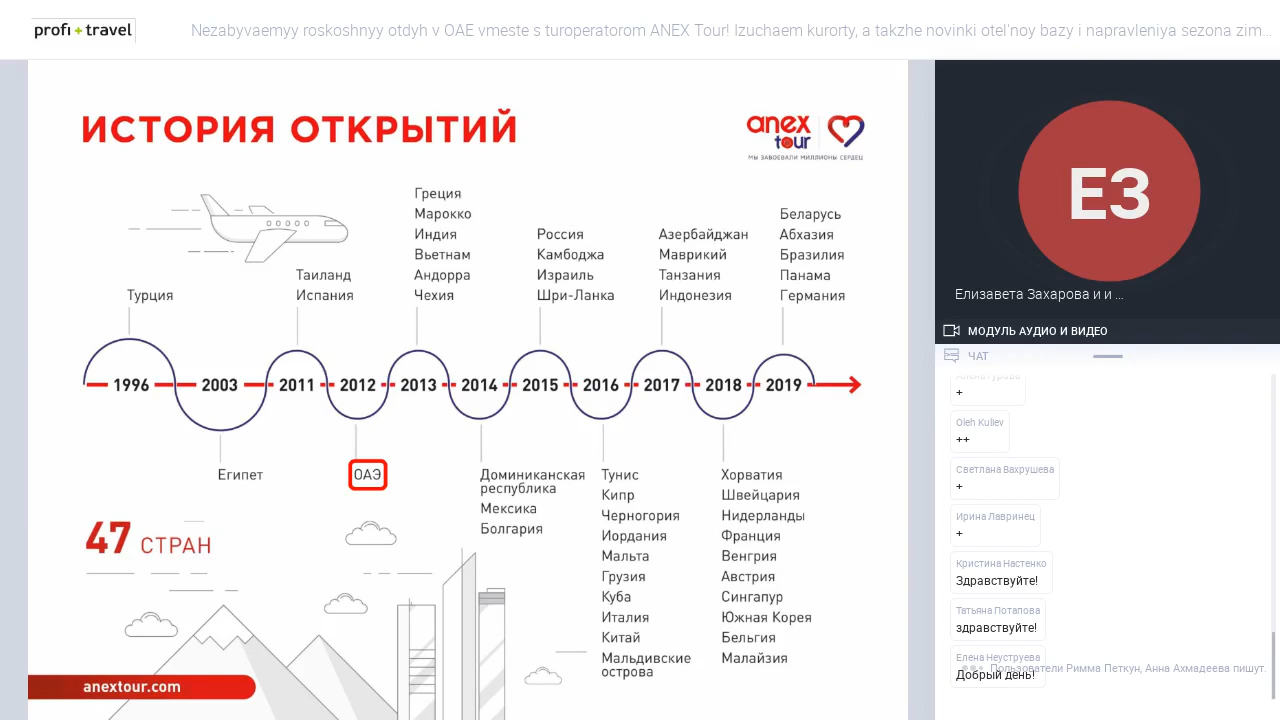 profi + travel
Nezabyvaemyy roskoshnyy otdyh v OAE vmeste s turoperatorom ANEX Tour! Izuchaem kurorty, a takzhe novinki otel'noy bazy i napravleniya sezona zim...
ИСТОРИЯ ОТКРЫТИЙ
anex
tour
МЫ ЗАВОЕВАЛИ МИЛЛИОНЫ СЕРДЕЦ
Турция
Таиланд
Испания
Греция
Марокко
Индия
Вьетнам
Андорра
Чехия
Россия
Камбоджа
Израиль
Шри-Ланка
Азербайджан
Маврикий
Танзания
Индонезия
Беларусь
Абхазия
Бразилия
Панама
Германия
1996 2003 2011 2012 2013 2014 2015 2016 2017 2018 2019
Египет
ОАЭ
Доминиканская
республика
Мексика
Болгария
Тунис
Кипр
Черногория
Иордания
Мальта
Грузия
Куба
Италия
Китай
Мальдивские
острова
Хорватия
Швейцария
Нидерланды
Франция
Венгрия
Австрия
Сингапур
Южная Корея
Бельгия
Малайзия
47 СТРАН
anextour.com
ЕЗ
Елизавета Захарова и и ...
МОДУЛЬ АУДИО И ВИДЕО
ЧАТ
+
Oleh Kuliev
++
Светлана Вахрушева
+
Ирина Лавринец
+
Кристина Настенко
Здравствуйте!
Татьяна Потапова
здравствуйте!
Елена Неуструева
Добрый день!
Пользователи Римма Петкун, Анна Ахмадеева пишут.